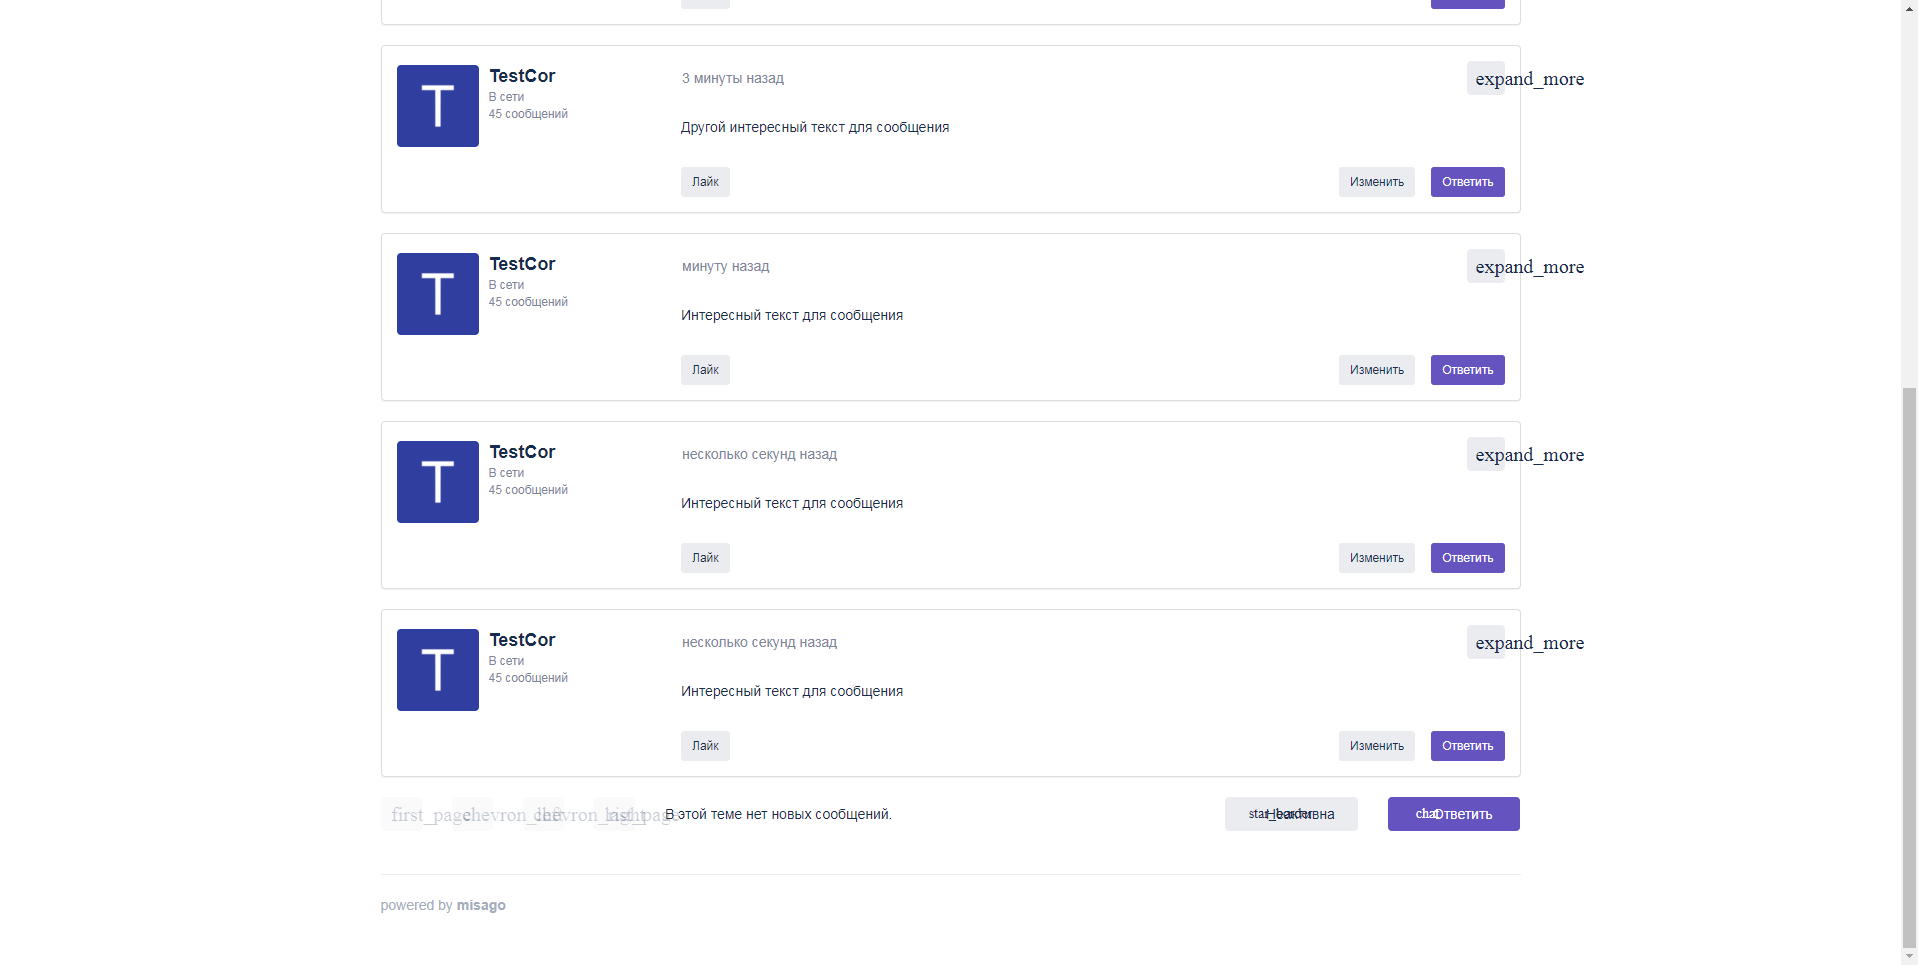 T
TestCor
В сети
45 сообщений
3 минуты назад
expand_more
Другой интересный текст для сообщения
Лайк
Изменить
Ответить
T
TestCor
В сети
45 сообщений
минуту назад
expand_more
Интересный текст для сообщения
Лайк
Изменить
Ответить
T
TestCor
В сети
45 сообщений
несколько секунд назад
expand_more
Интересный текст для сообщения
Лайк
Изменить
Ответить
T
TestCor
В сети
45 сообщений
несколько секунд назад
expand_more
Интересный текст для сообщения
Лайк
Изменить
Ответить
first_page
chevron_left
chevron_right
last_page
В этой теме нет новых сообщений.
star_border
Неактивна
chat
Ответить
powered by misago